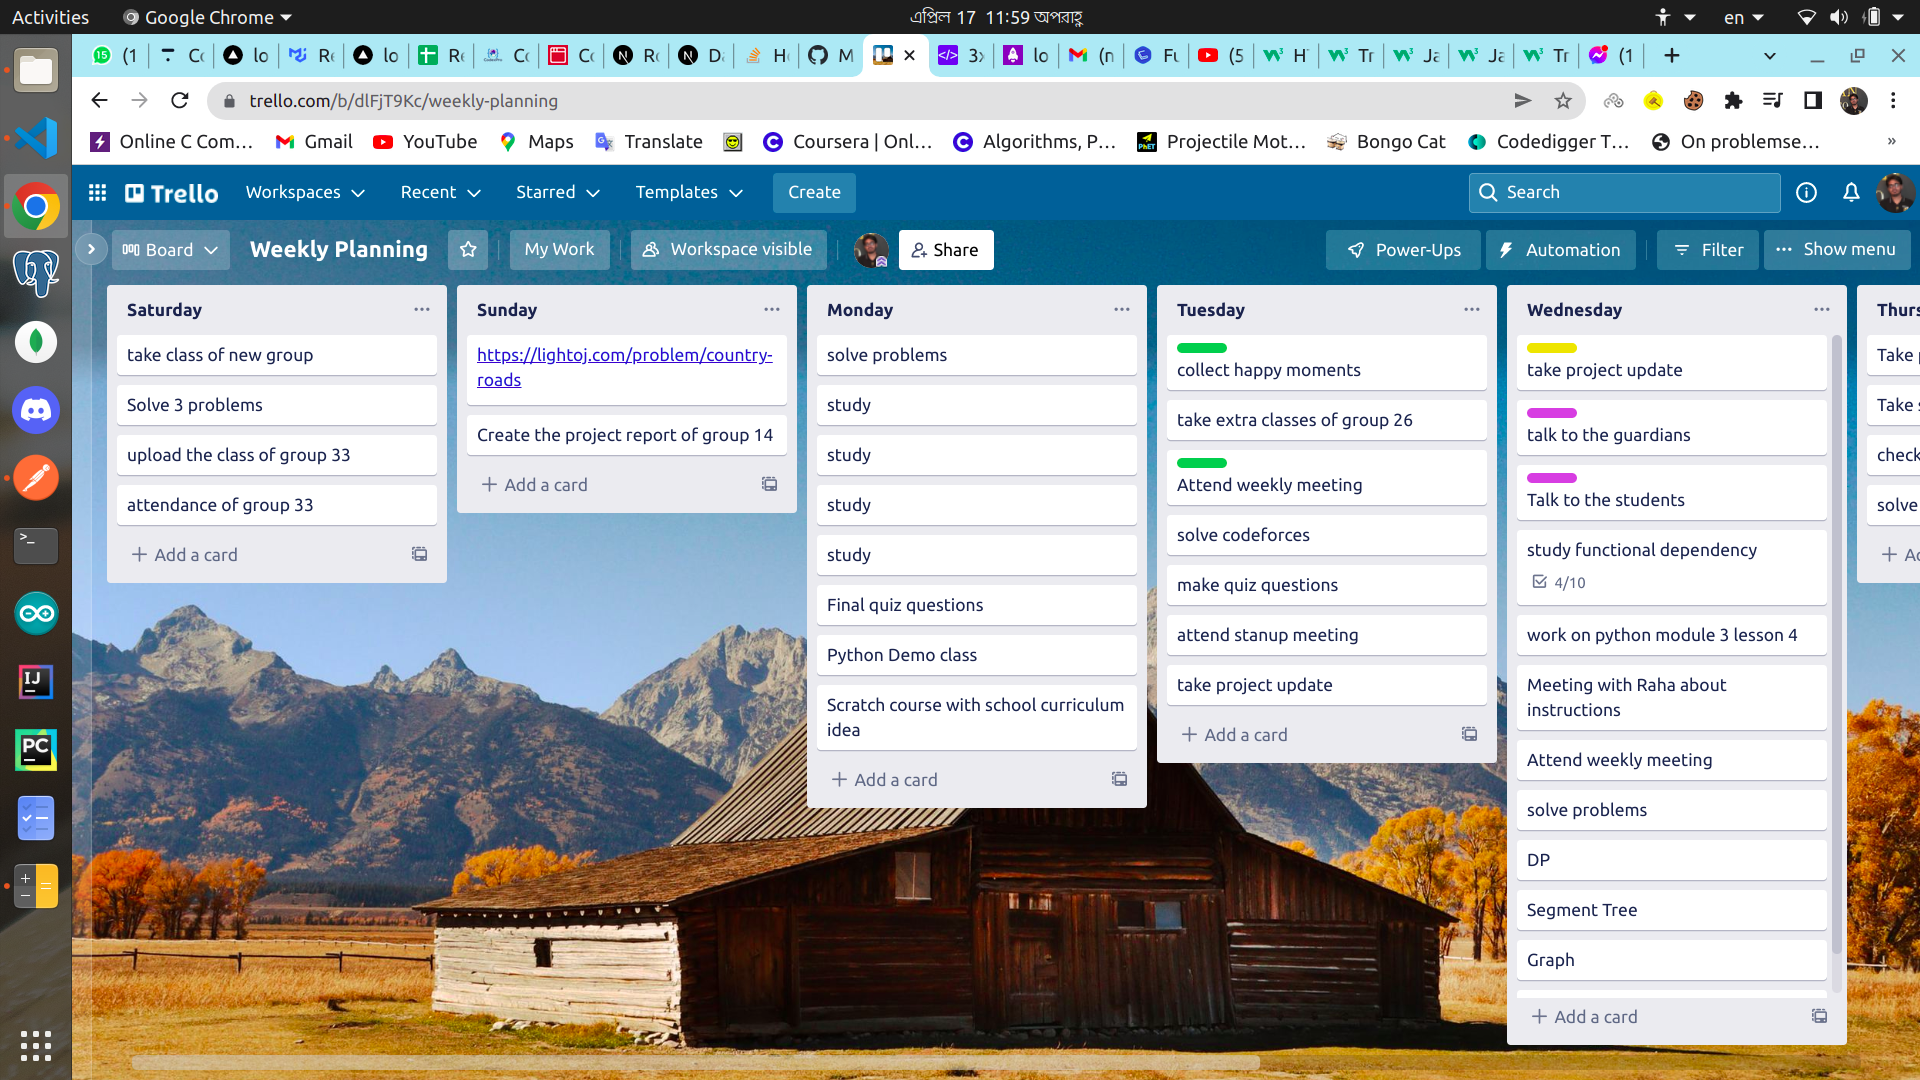 Activities
Google Chrome
এপ্রিল 17 11:59 অপরাহ্ণ
en
(1
Co
lo
Re
lo
Re
Co
Co
Ro
Da
Ho
M
3x
lo
(n
Fu
(5
H
Tr
Ja
Ja
Tr
(1
trello.com/b/dlFjT9Kc/weekly-planning
Online C Com…
Gmail
YouTube
Maps
Translate
Coursera | Onl…
Algorithms, P…
Projectile Mot…
Bongo Cat
Codedigger T…
On problemse…
»
Trello
Workspaces
Recent
Starred
Templates
Create
Search
Board
Weekly Planning
My Work
Workspace visible
Share
Power-Ups
Automation
Filter
Show menu
Saturday
take class of new group
Solve 3 problems
upload the class of group 33
attendance of group 33
+ Add a card
Sunday
https://lightoj.com/problem/country-
roads
Create the project report of group 14
+ Add a card
Monday
solve problems
study
study
study
study
Final quiz questions
Python Demo class
Scratch course with school curriculum
idea
+ Add a card
Tuesday
collect happy moments
take extra classes of group 26
Attend weekly meeting
solve codeforces
make quiz questions
attend stanup meeting
take project update
+ Add a card
Wednesday
take project update
talk to the guardians
Talk to the students
study functional dependency
4/10
work on python module 3 lesson 4
Meeting with Raha about
instructions
Attend weekly meeting
solve problems
DP
Segment Tree
Graph
+ Add a card
Thurs
Take
Take
check
solve
+ Ad